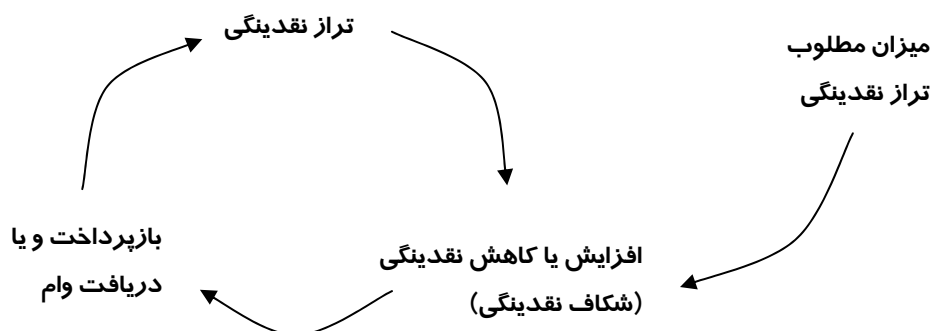 تراز نقدینگی
میزان مطلوب
تراز نقدینگی
بازپرداخت و یا
دریافت وام
افزایش یا کاهش نقدینگی
(شکاف نقدینگی)